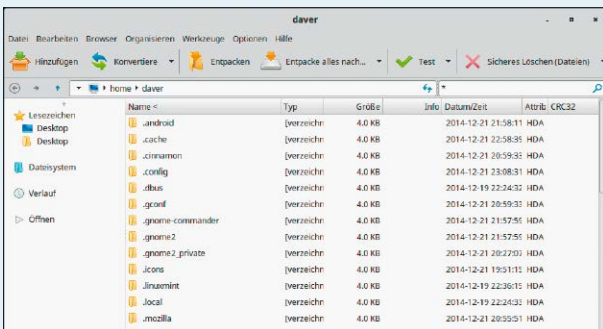 daver
Datei Bearbeiten Browser Organisieren Werkzeuge Optionen Hilfe
Hinzufügen Konvertiere Entpacken Entpacke alles nach... Test Sicheres Löschen (Dateien)
home daver *
Name < Typ Größe Info Datum/Zeit Attrib CRC32
Lesezeichen
Desktop
Desktop
Dateisystem
Verlauf
Öffnen
.android [verzeichn 4.0 KB 2014-12-21 21:58:11 HDA
.cache [verzeichn 4.0 KB 2014-12-21 22:58:39 HDA
.cinnamon [verzeichn 4.0 KB 2014-12-21 20:59:33 HDA
.config [verzeichn 4.0 KB 2014-12-21 23:08:31 HDA
.dbus [verzeichn 4.0 KB 2014-12-19 22:24:32 HDA
.gconf [verzeichn 4.0 KB 2014-12-21 20:59:33 HDA
.gnome-commander [verzeichn 4.0 KB 2014-12-21 21:57:59 HDA
.gnome2 [verzeichn 4.0 KB 2014-12-21 21:57:59 HDA
.gnome2_private [verzeichn 4.0 KB 2014-12-21 20:27:07 HDA
.icons [verzeichn 4.0 KB 2014-12-21 19:51:15 HDA
.linuxmint [verzeichn 4.0 KB 2014-12-19 22:36:15 HDA
.local [verzeichn 4.0 KB 2014-12-19 22:24:33 HDA
.mozilla [verzeichn 4.0 KB 2014-12-21 20:55:51 HDA